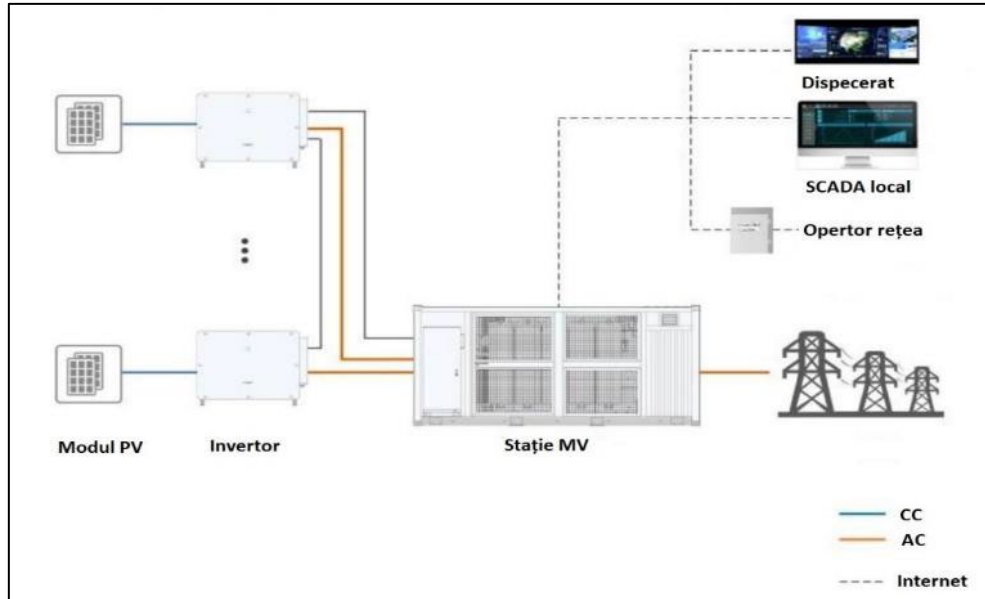 Dispecerat
SCADA local
Opertor rețea
Modul PV
Invertor
Stație MV
CC
AC
Internet